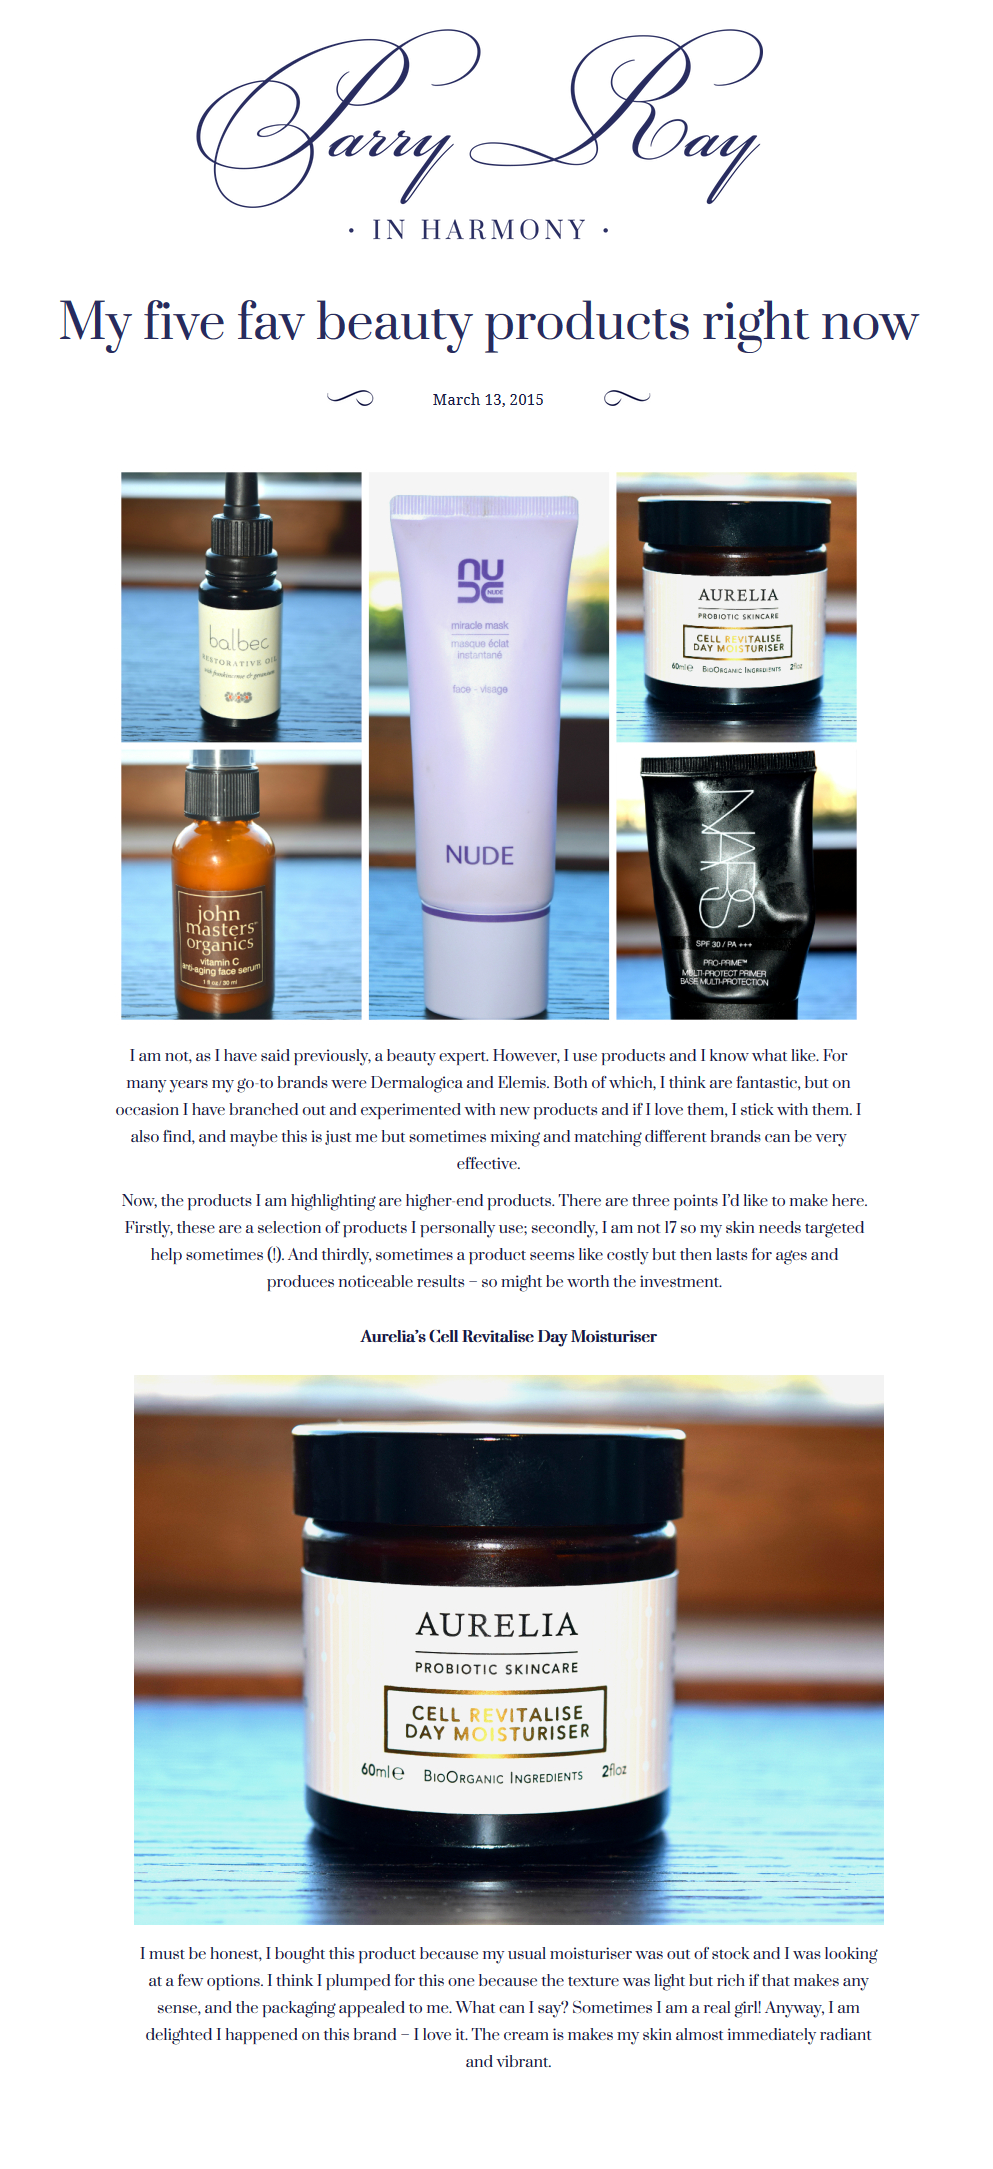 Parry Ray
· IN HARMONY ·
My five fav beauty products right now
March 13, 2015
balbec
RESTORATIVE OIL
with frankincense & geranium
NUDE
NUDE
miracle mask
masque éclat
instantané
face - visage
NUDE
AURELIA
PROBIOTIC SKINCARE
CELL REVITALISE
DAY MOISTURISER
60ml e BIOORGANIC INGREDIENTS 2floz
john
masters™
organics
vitamin C
anti-aging face serum
1 fl oz / 30 ml
NARS
SPF 30 / PA +++
PRO-PRIME™
MULTI-PROTECT PRIMER
BASE MULTI-PROTECTION
I am not, as I have said previously, a beauty expert. However, I use products and I know what like. For
many years my go-to brands were Dermalogica and Elemis. Both of which, I think are fantastic, but on
occasion I have branched out and experimented with new products and if I love them, I stick with them. I
also find, and maybe this is just me but sometimes mixing and matching different brands can be very
effective.
Now, the products I am highlighting are higher-end products. There are three points I’d like to make here.
Firstly, these are a selection of products I personally use; secondly, I am not 17 so my skin needs targeted
help sometimes (!). And thirdly, sometimes a product seems like costly but then lasts for ages and
produces noticeable results – so might be worth the investment.
Aurelia’s Cell Revitalise Day Moisturiser
AURELIA
PROBIOTIC SKINCARE
CELL REVITALISE
DAY MOISTURISER
60ml e BIOORGANIC INGREDIENTS 2floz
I must be honest, I bought this product because my usual moisturiser was out of stock and I was looking
at a few options. I think I plumped for this one because the texture was light but rich if that makes any
sense, and the packaging appealed to me. What can I say? Sometimes I am a real girl! Anyway, I am
delighted I happened on this brand – I love it. The cream is makes my skin almost immediately radiant
and vibrant.